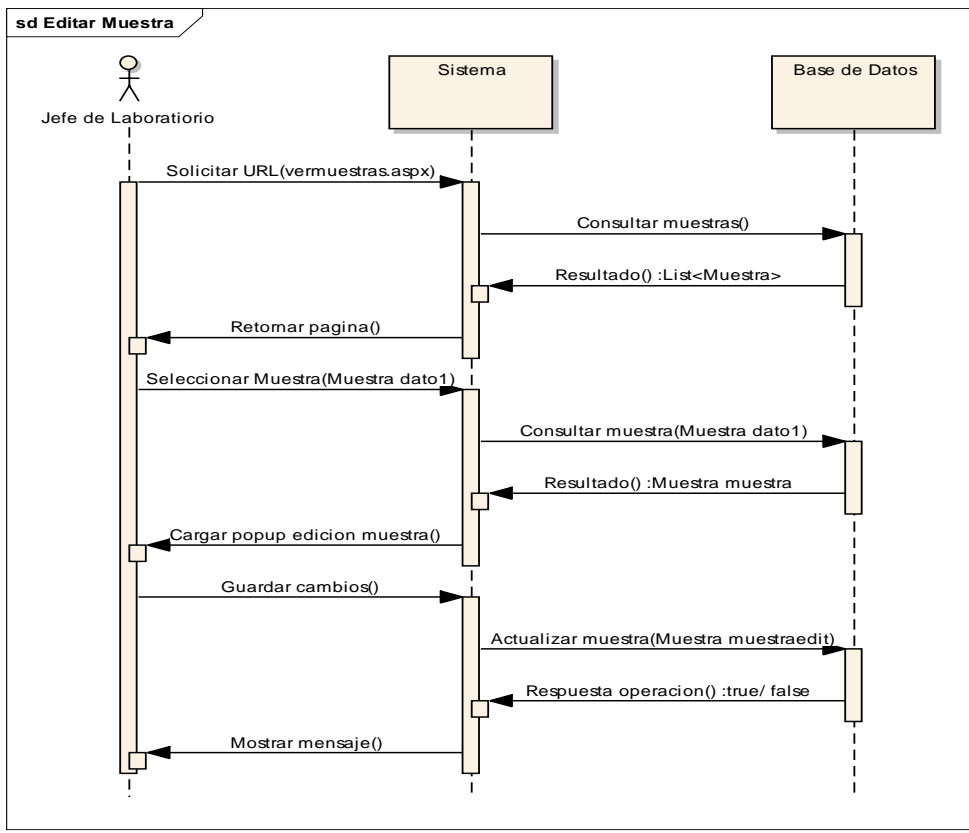 sd Editar Muestra
Sistema
Base de Datos
Jefe de Laboratiorio
Solicitar URL(vermuestras.aspx)
Consultar muestras()
Resultado() :List<Muestra>
Retornar pagina()
Seleccionar Muestra(Muestra dato1)
Consultar muestra(Muestra dato1)
Resultado() :Muestra muestra
Cargar popup edicion muestra()
Guardar cambios()
Actualizar muestra(Muestra muestraedit)
Respuesta operacion() :true/ false
Mostrar mensaje()